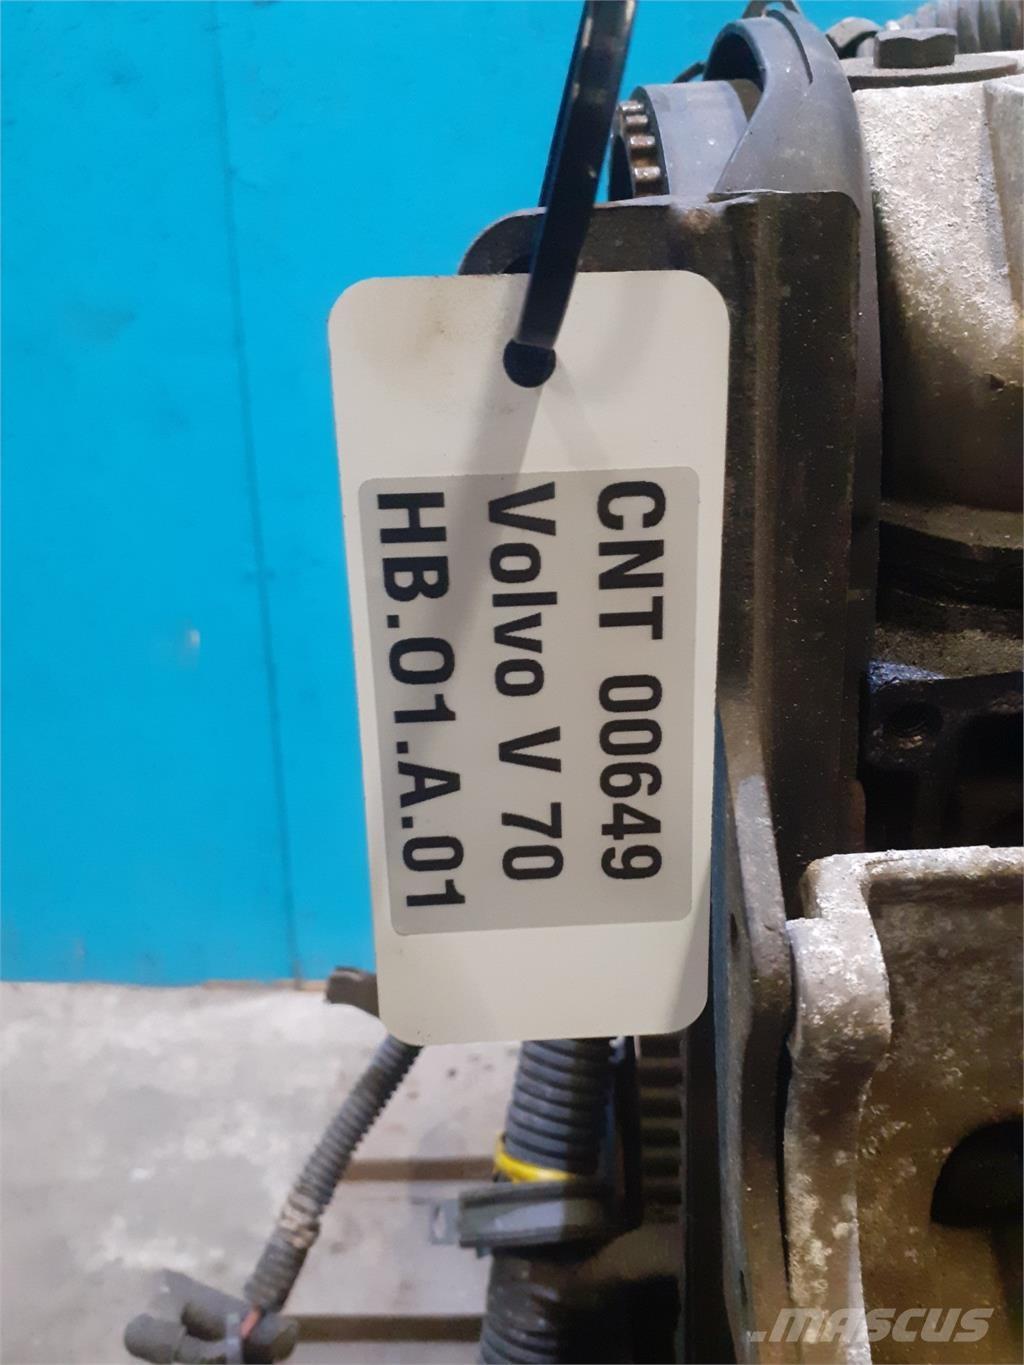 CNT 00649
Volvo V 70
HB.01.A.01
MASCUS